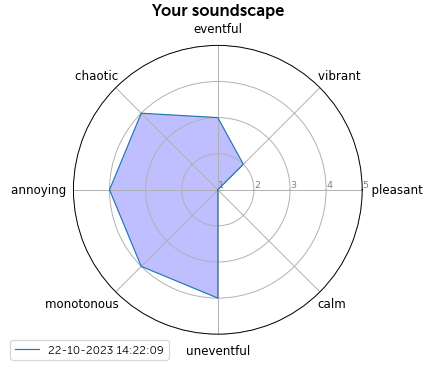 Your soundscape
eventful
chaotic
vibrant
annoying
1
2
3
4
5
pleasant
monotonous
calm
22-10-2023 14:22:09
uneventful